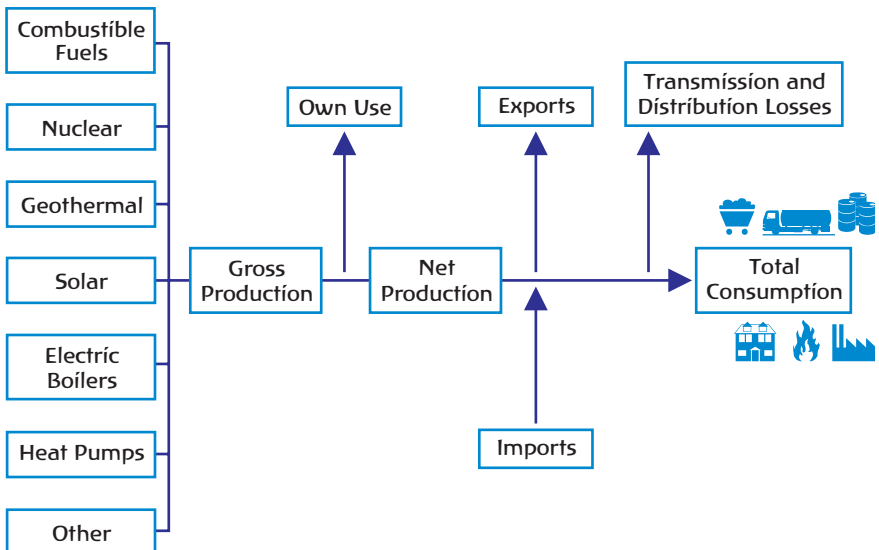 Combustible
Fuels
Nuclear
Geothermal
Solar
Electric
Boilers
Heat Pumps
Other
Gross
Production
Own Use
Net
Production
Exports
Imports
Transmission and
Distribution Losses
Total
Consumption